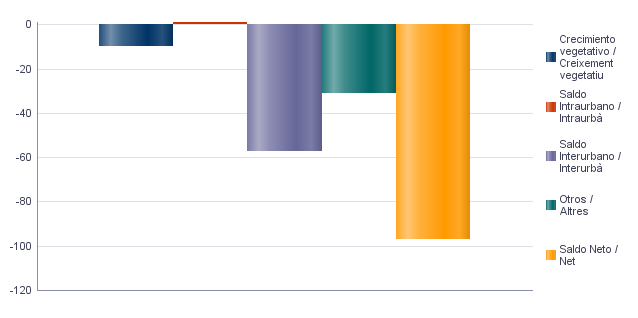 0
-20
-40
-60
-80
-100
-120
Crecimiento
vegetativo /
Creixement
vegetatiu
Saldo
Intraurbano /
Intraurbà
Saldo
Interurbano /
Interurbà
Otros /
Altres
Saldo Neto /
Net